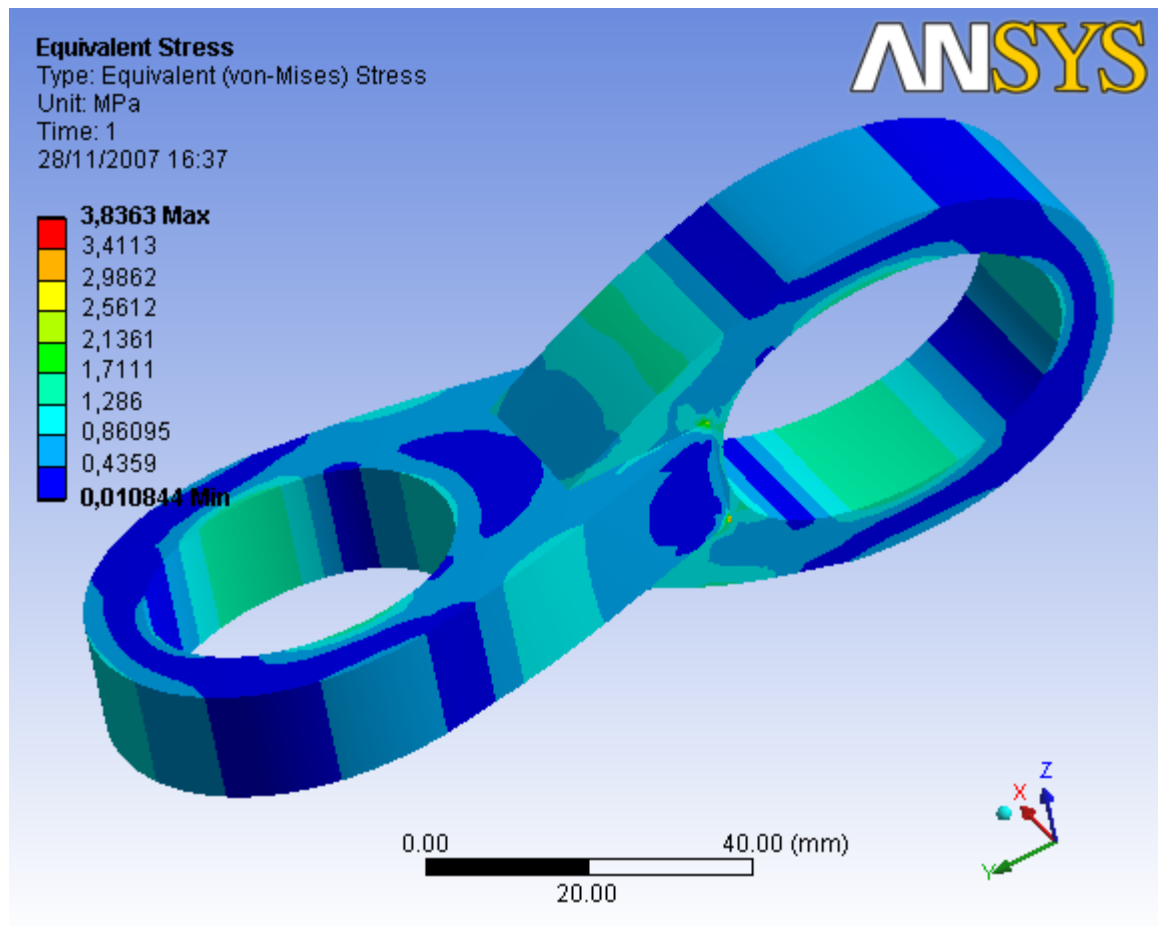 Equivalent Stress
Type: Equivalent (von-Mises) Stress
Unit: MPa
Time: 1
28/11/2007 16:37
ANSYS
3,8363 Max
3,4113
2,9862
2,5612
2,1361
1,7111
1,286
0,86095
0,4359
0,010844 Min
0.00
40.00 (mm)
20.00
Z
X
Y